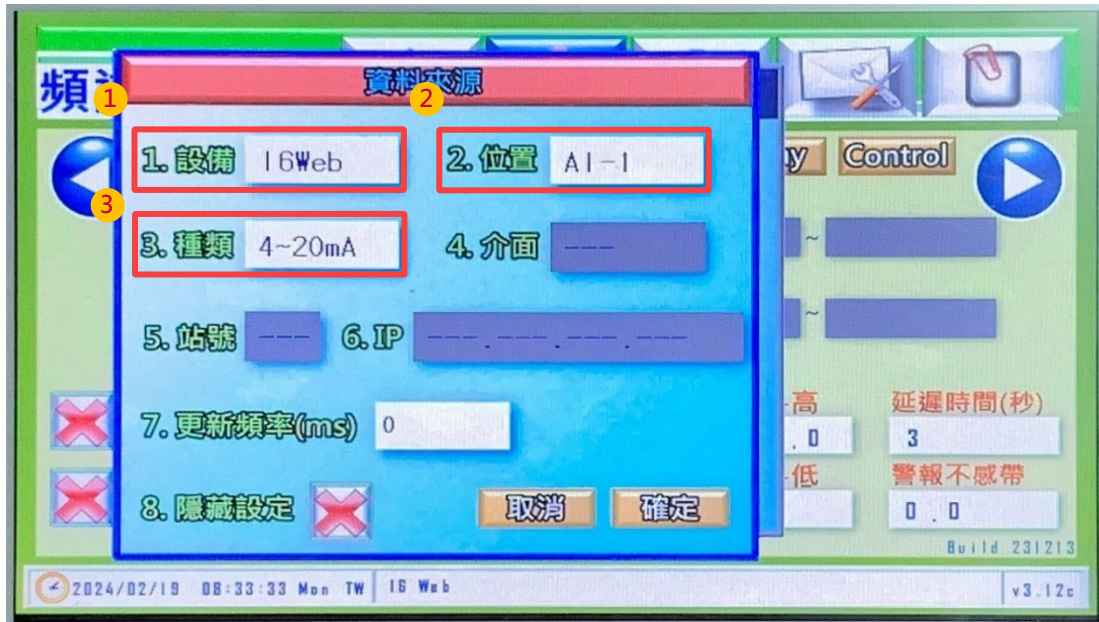 頻
資料來源
1
2
1. 設備 16Web
2. 位置 AI-1
Control
3
3. 種類 4~20mA
4. 介面 ---
~
5. 站號 ---
6. IP ---.---.---.---
~
高
延遲時間(秒)
7. 更新頻率(ms) 0
.0
3
低
警報不感帶
8. 隱藏設定
取消
確定
0.0
Build 231213
2024/02/19 08:33:33 Mon TW
16 Web
v3.12c